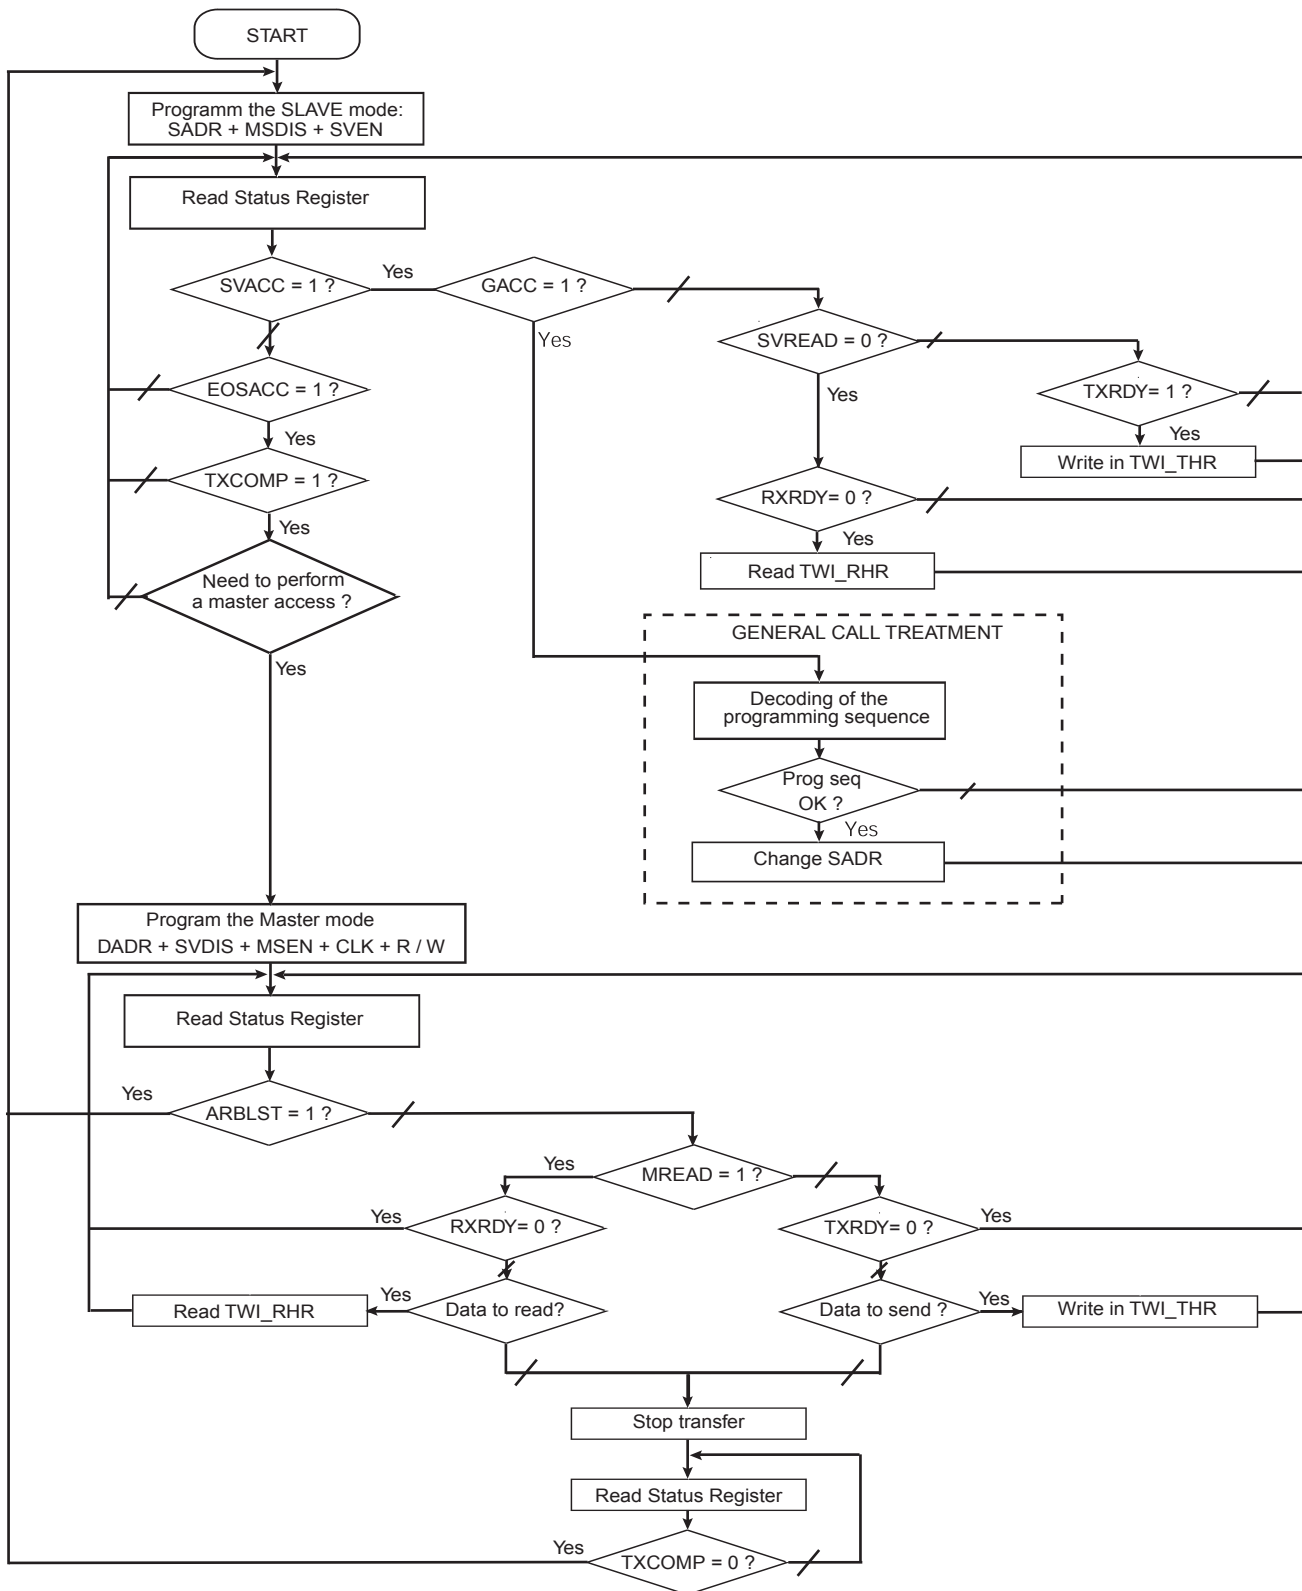 START
Programm the SLAVE mode:
SADR + MSDIS + SVEN
Read Status Register
SVACC = 1 ?
Yes
GACC = 1 ?
Yes
SVREAD = 0 ?
Yes
EOSACC = 1 ?
Yes
TXRDY= 1 ?
Yes
Write in TWI_THR
TXCOMP = 1 ?
Yes
RXRDY= 0 ?
Yes
Read TWI_RHR
Need to perform
a master access ?
Yes
GENERAL CALL TREATMENT
Decoding of the
programming sequence
Prog seq
OK ?
Yes
Change SADR
Program the Master mode
DADR + SVDIS + MSEN + CLK + R / W
Read Status Register
Yes
ARBLST = 1 ?
Yes
MREAD = 1 ?
Yes
RXRDY= 0 ?
TXRDY= 0 ?
Yes
Read TWI_RHR
Yes
Data to read?
Data to send ?
Yes
Write in TWI_THR
Stop transfer
Read Status Register
Yes
TXCOMP = 0 ?